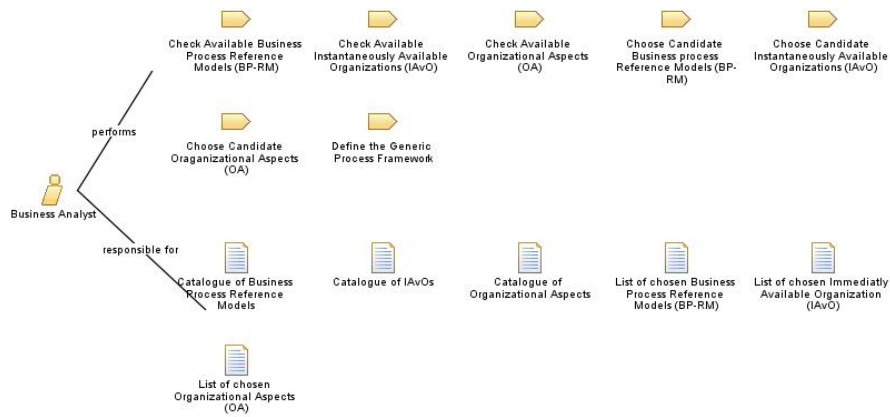 Check Available Business
Process Reference
Models (BP-RM)
Check Available
Instantaneously Available
Organizations (IAvO)
Check Available
Organizational Aspects
(OA)
Choose Candidate
Business process
Reference Models (BP-
RM)
Choose Candidate
Instantaneously Available
Organizations (IAvO)
performs
Choose Candidate
Oraganizational Aspects
(OA)
Define the Generic
Process Framework
Business Analyst
responsible for
Catalogue of Business
Process Reference
Models
Catalogue of IAvOs
Catalogue of
Organizational Aspects
List of chosen Business
Process Reference
Models (BP-RM)
List of chosen Immediatly
Available Organization
(IAvO)
List of chosen
Organizational Aspects
(OA)